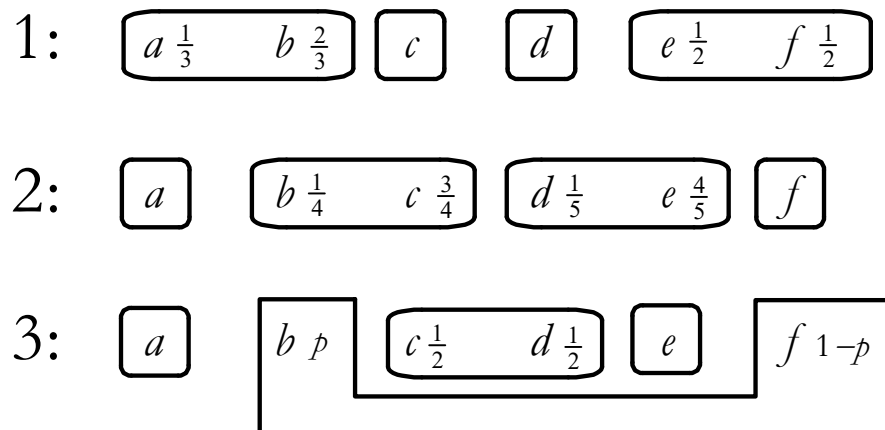 1: a 1/3 b 2/3 c d e 1/2 f 1/2
2: a b 1/4 c 3/4 d 1/5 e 4/5 f
3: a b p c 1/2 d 1/2 e f 1−p